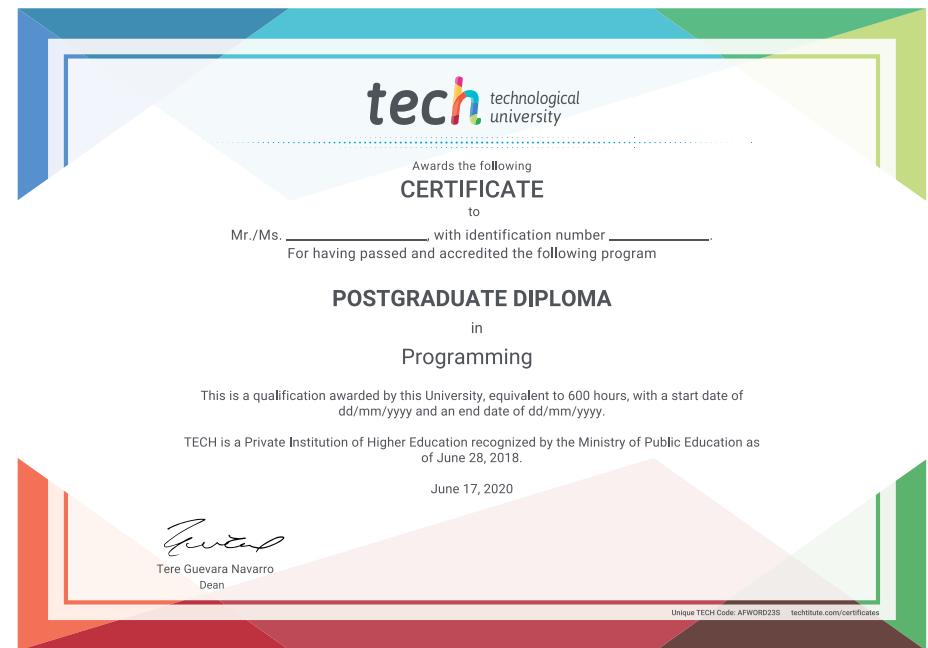 tech technological
university
Awards the following
CERTIFICATE
to
Mr./Ms. ____________________, with identification number ______________.
For having passed and accredited the following program
POSTGRADUATE DIPLOMA
in
Programming
This is a qualification awarded by this University, equivalent to 600 hours, with a start date of
dd/mm/yyyy and an end date of dd/mm/yyyy.
TECH is a Private Institution of Higher Education recognized by the Ministry of Public Education as
of June 28, 2018.
June 17, 2020
Tere Guevara Navarro
Dean
Unique TECH Code: AFWORD23S techtitute.com/certificates